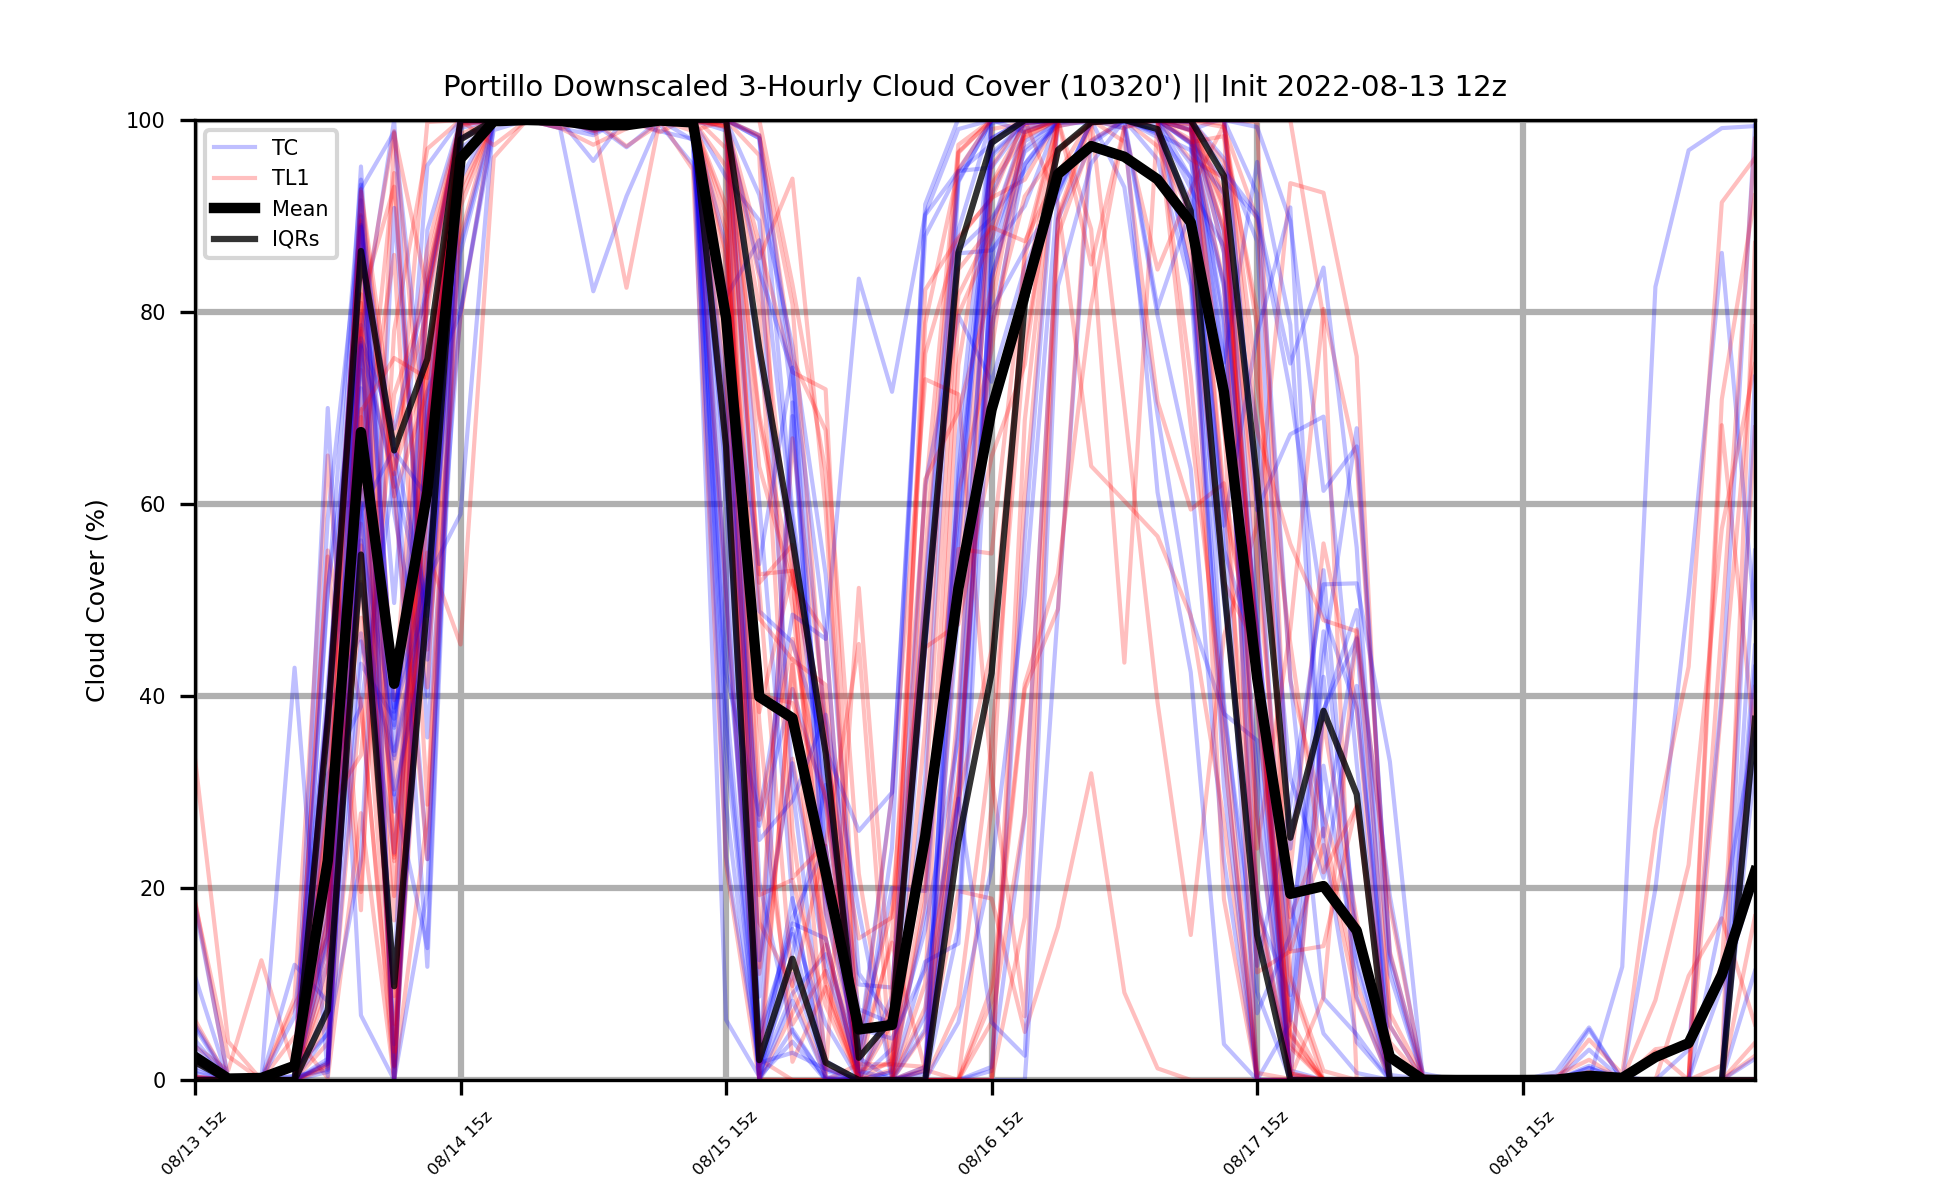 Portillo Downscaled 3-Hourly Cloud Cover (10320') || Init 2022-08-13 12z
TC
TL1
Mean
IQRs
Cloud Cover (%)
100
80
60
40
20
0
08/13 15z
08/14 15z
08/15 15z
08/16 15z
08/17 15z
08/18 15z